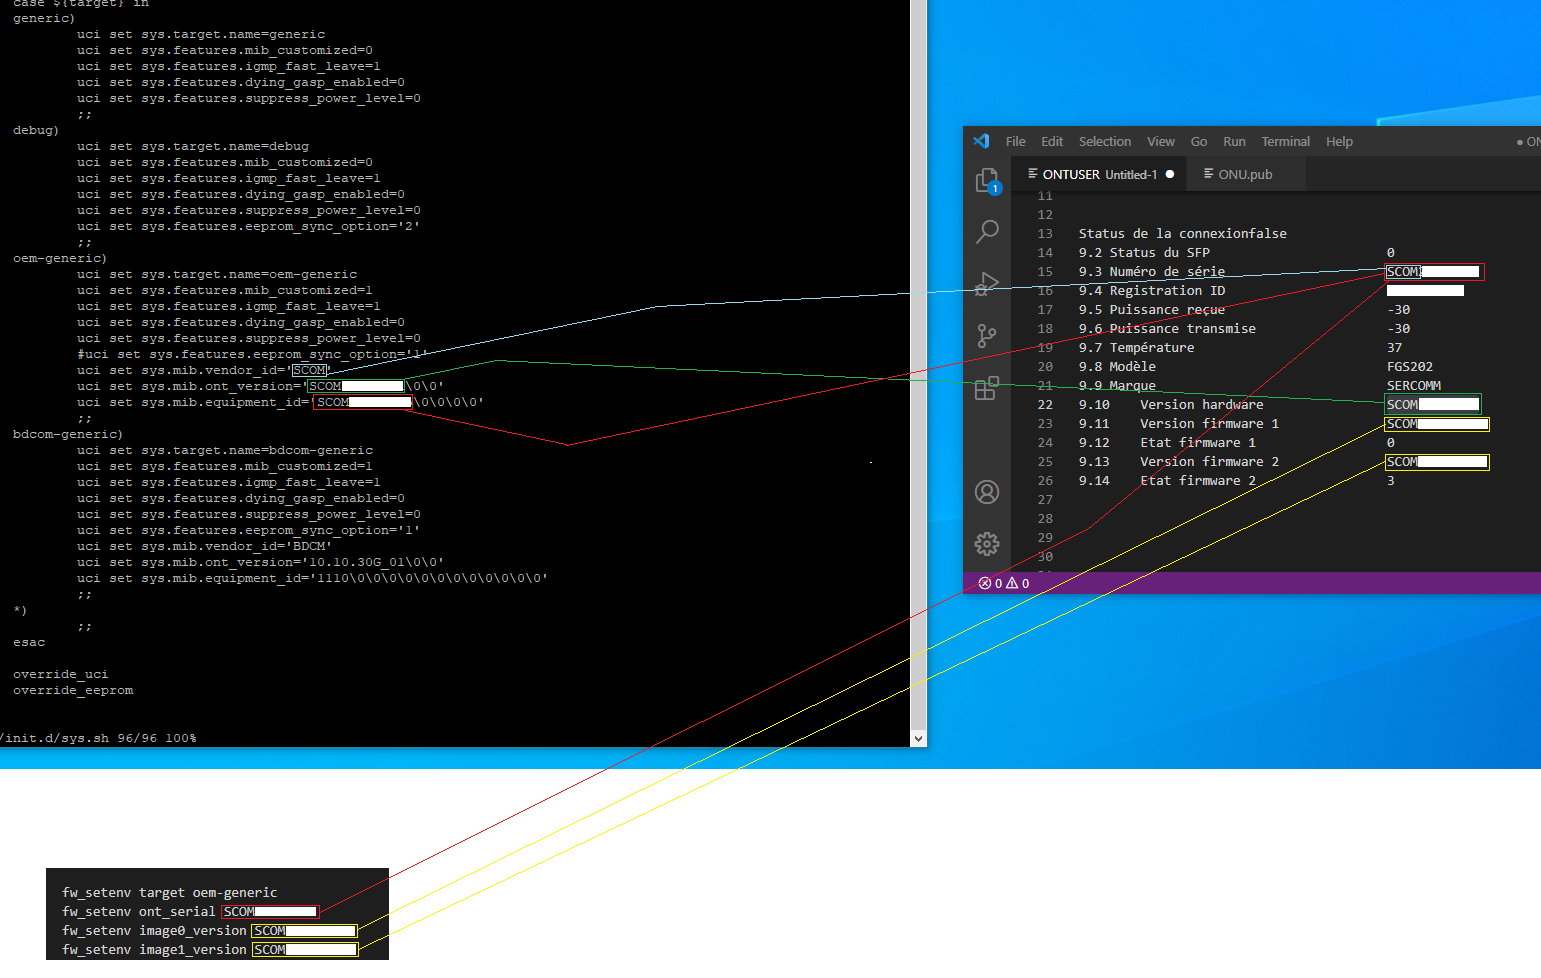 case ${target} in
generic)
uci set sys.target.name=generic
uci set sys.features.mib_customized=0
uci set sys.features.igmp_fast_leave=1
uci set sys.features.dying_gasp_enabled=0
uci set sys.features.suppress_power_level=0
;;
debug)
uci set sys.target.name=debug
uci set sys.features.mib_customized=0
uci set sys.features.igmp_fast_leave=1
uci set sys.features.dying_gasp_enabled=0
uci set sys.features.suppress_power_level=0
uci set sys.features.eeprom_sync_option='2'
;;
oem-generic)
uci set sys.target.name=oem-generic
uci set sys.features.mib_customized=1
uci set sys.features.igmp_fast_leave=1
uci set sys.features.dying_gasp_enabled=0
uci set sys.features.suppress_power_level=0
#uci set sys.features.eeprom_sync_option='1'
uci set sys.mib.vendor_id='SCOM'
uci set sys.mib.ont_version='SCOM \0\0'
uci set sys.mib.equipment_id='SCOM \0\0\0\0'
;;
bdcom-generic)
uci set sys.target.name=bdcom-generic
uci set sys.features.mib_customized=1
uci set sys.features.igmp_fast_leave=1
uci set sys.features.dying_gasp_enabled=0
uci set sys.features.suppress_power_level=0
uci set sys.features.eeprom_sync_option='1'
uci set sys.mib.vendor_id='BDCM'
uci set sys.mib.ont_version='10.10.30G_01\0\0'
uci set sys.mib.equipment_id='1110\0\0\0\0\0\0\0\0\0\0\0\0'
;;
*)
;;
esac
override_uci
override_eeprom
/init.d/sys.sh 96/96 100%
File Edit Selection View Go Run Terminal Help ● ON
ONTUSER Untitled-1 ● ONU.pub
1
11
12
13 Status de la connexionfalse
14 9.2 Status du SFP 0
15 9.3 Numéro de série SCOM
16 9.4 Registration ID
17 9.5 Puissance reçue -30
18 9.6 Puissance transmise -30
19 9.7 Température 37
20 9.8 Modèle FGS202
21 9.9 Marque SERCOMM
22 9.10 Version hardware SCOM
23 9.11 Version firmware 1 SCOM
24 9.12 Etat firmware 1 0
25 9.13 Version firmware 2 SCOM
26 9.14 Etat firmware 2 3
27
28
29
30
0 0
fw_setenv target oem-generic
fw_setenv ont_serial SCOM
fw_setenv image0_version SCOM
fw_setenv image1_version SCOM